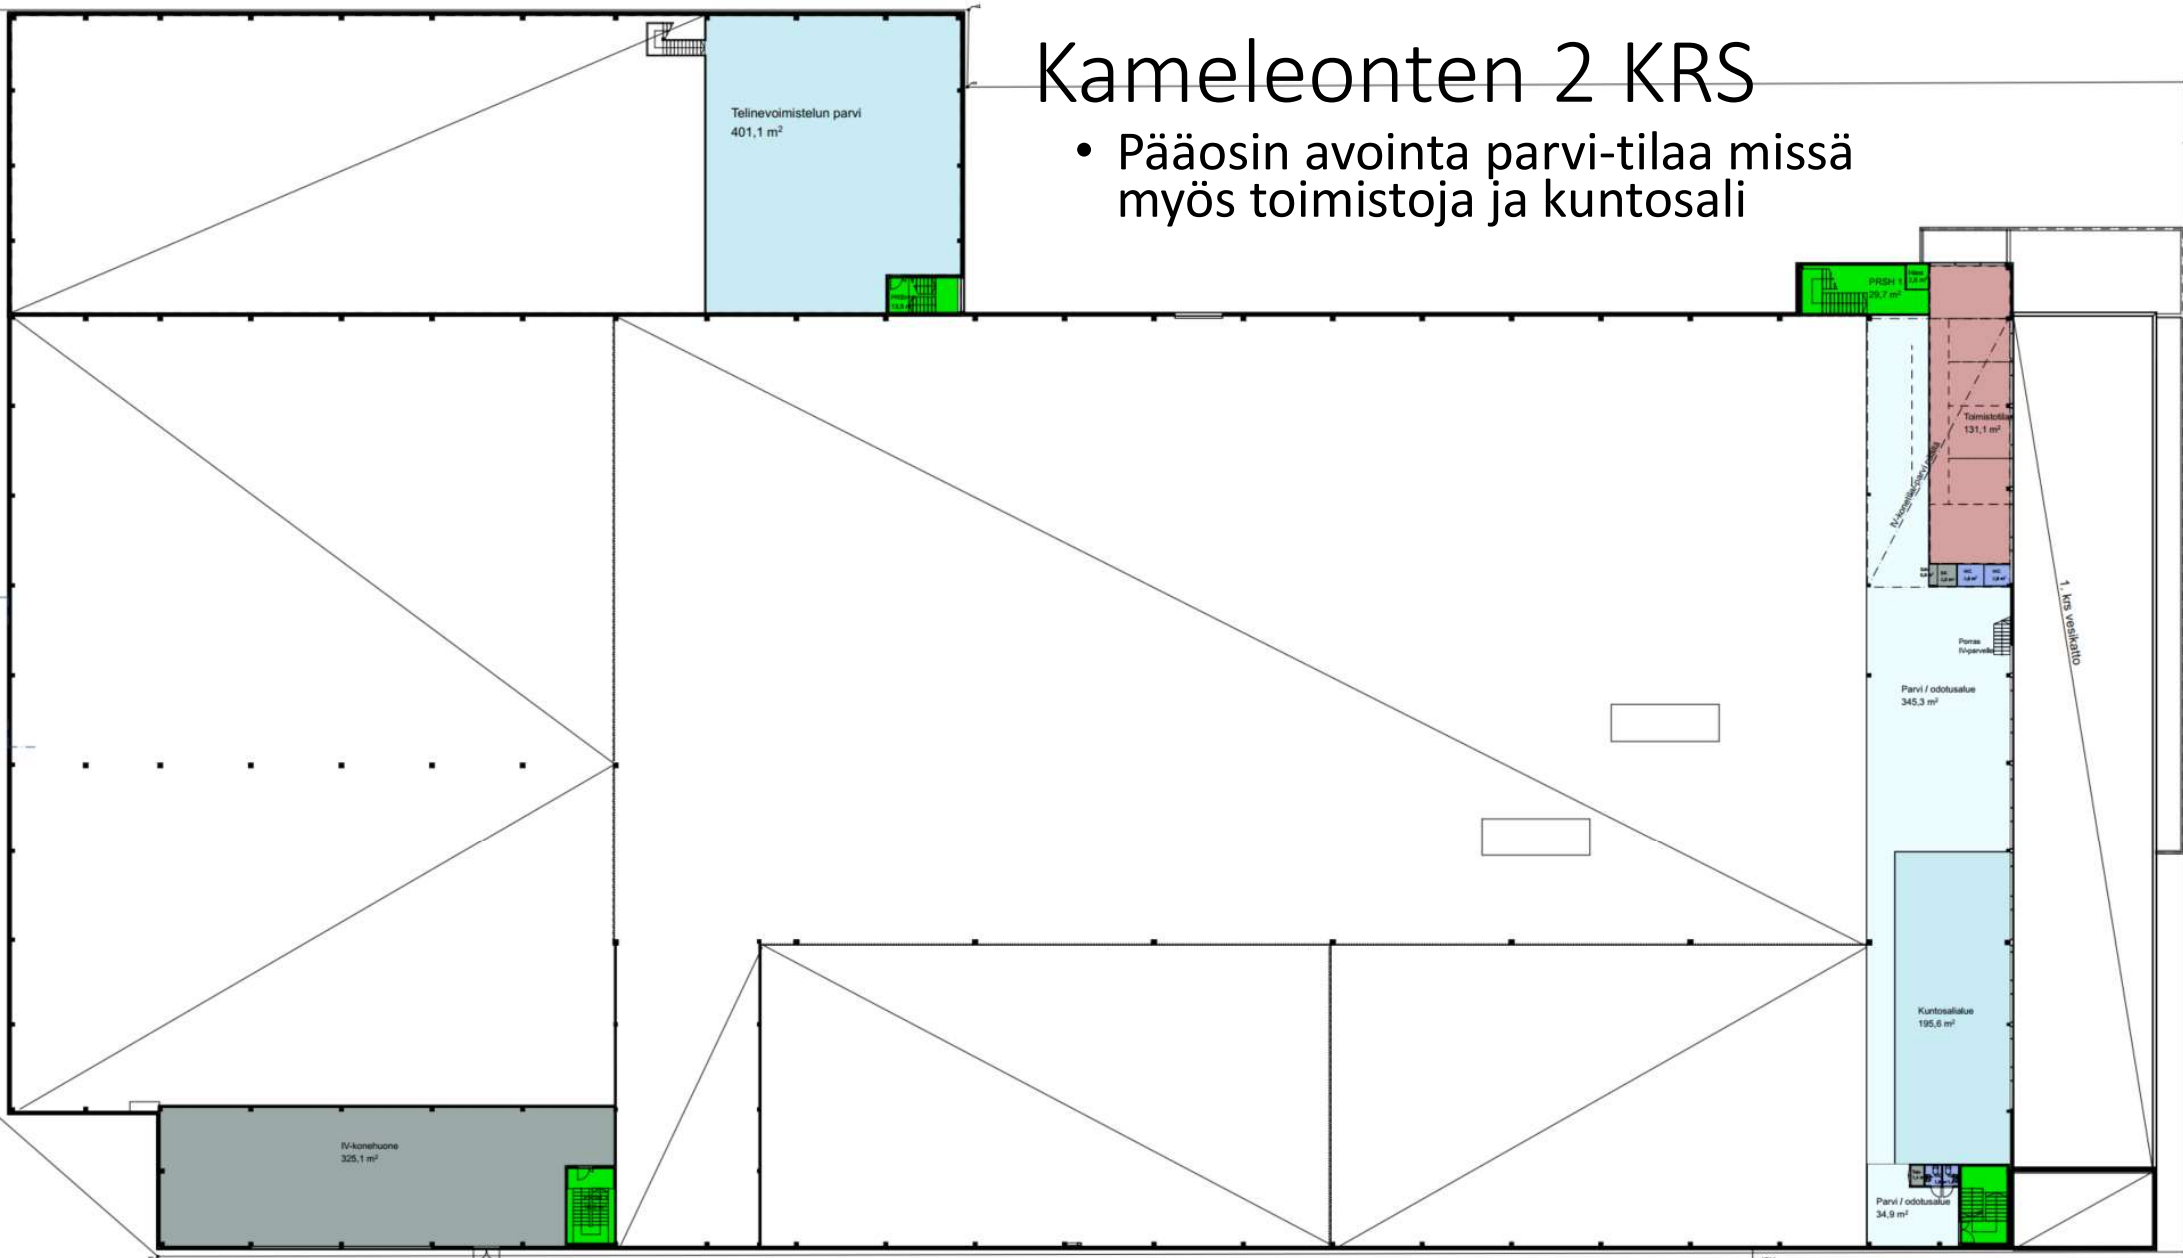 Kameleonten 2 KRS
• Pääosin avointa parvi-tilaa missä
myös toimistoja ja kuntosali
Telinevoimistelun parvi
401,1 m²
PRSH 1
29,7 m²
Toimistotila
131,1 m²
1. krs vesikatto
Porras
IV-parvelle
Parvi / odotusalue
345,3 m²
Kuntosalialue
195,6 m²
IV-konehuone
325,1 m²
Parvi / odotusalue
34,9 m²